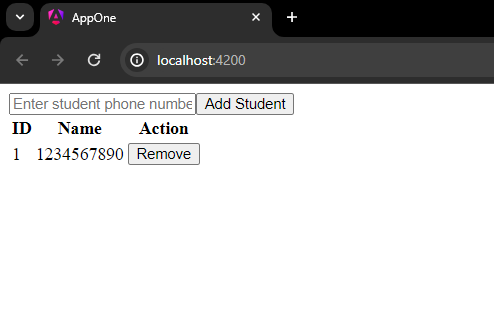 AppOne
localhost:4200
Enter student phone numbe Add Student
ID Name Action
1 1234567890 Remove